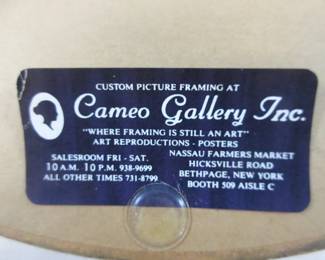 CUSTOM PICTURE FRAMING AT
Cameo Gallery Inc.
"WHERE FRAMING IS STILL AN ART"
ART REPRODUCTIONS - POSTERS
SALESROOM FRI - SAT.
10 A.M. 10 P.M. 938-9699
ALL OTHER TIMES 731-8799
NASSAU FARMERS MARKET
HICKSVILLE ROAD
BETHPAGE, NEW YORK
BOOTH 509 AISLE C